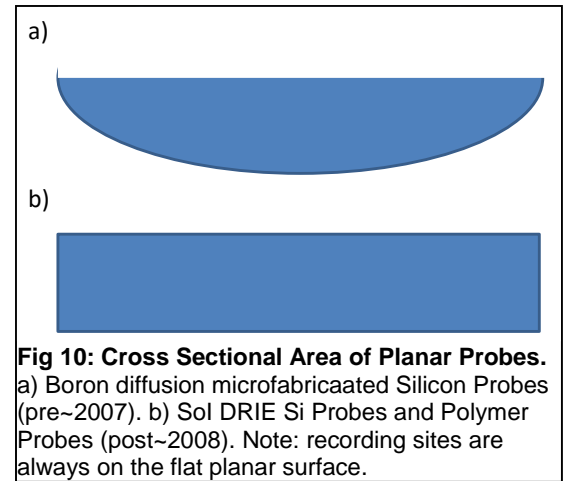 a)
b)
Fig 10: Cross Sectional Area of Planar Probes.
a) Boron diffusion microfabricaated Silicon Probes
(pre~2007). b) SoI DRIE Si Probes and Polymer
Probes (post~2008). Note: recording sites are
always on the flat planar surface.